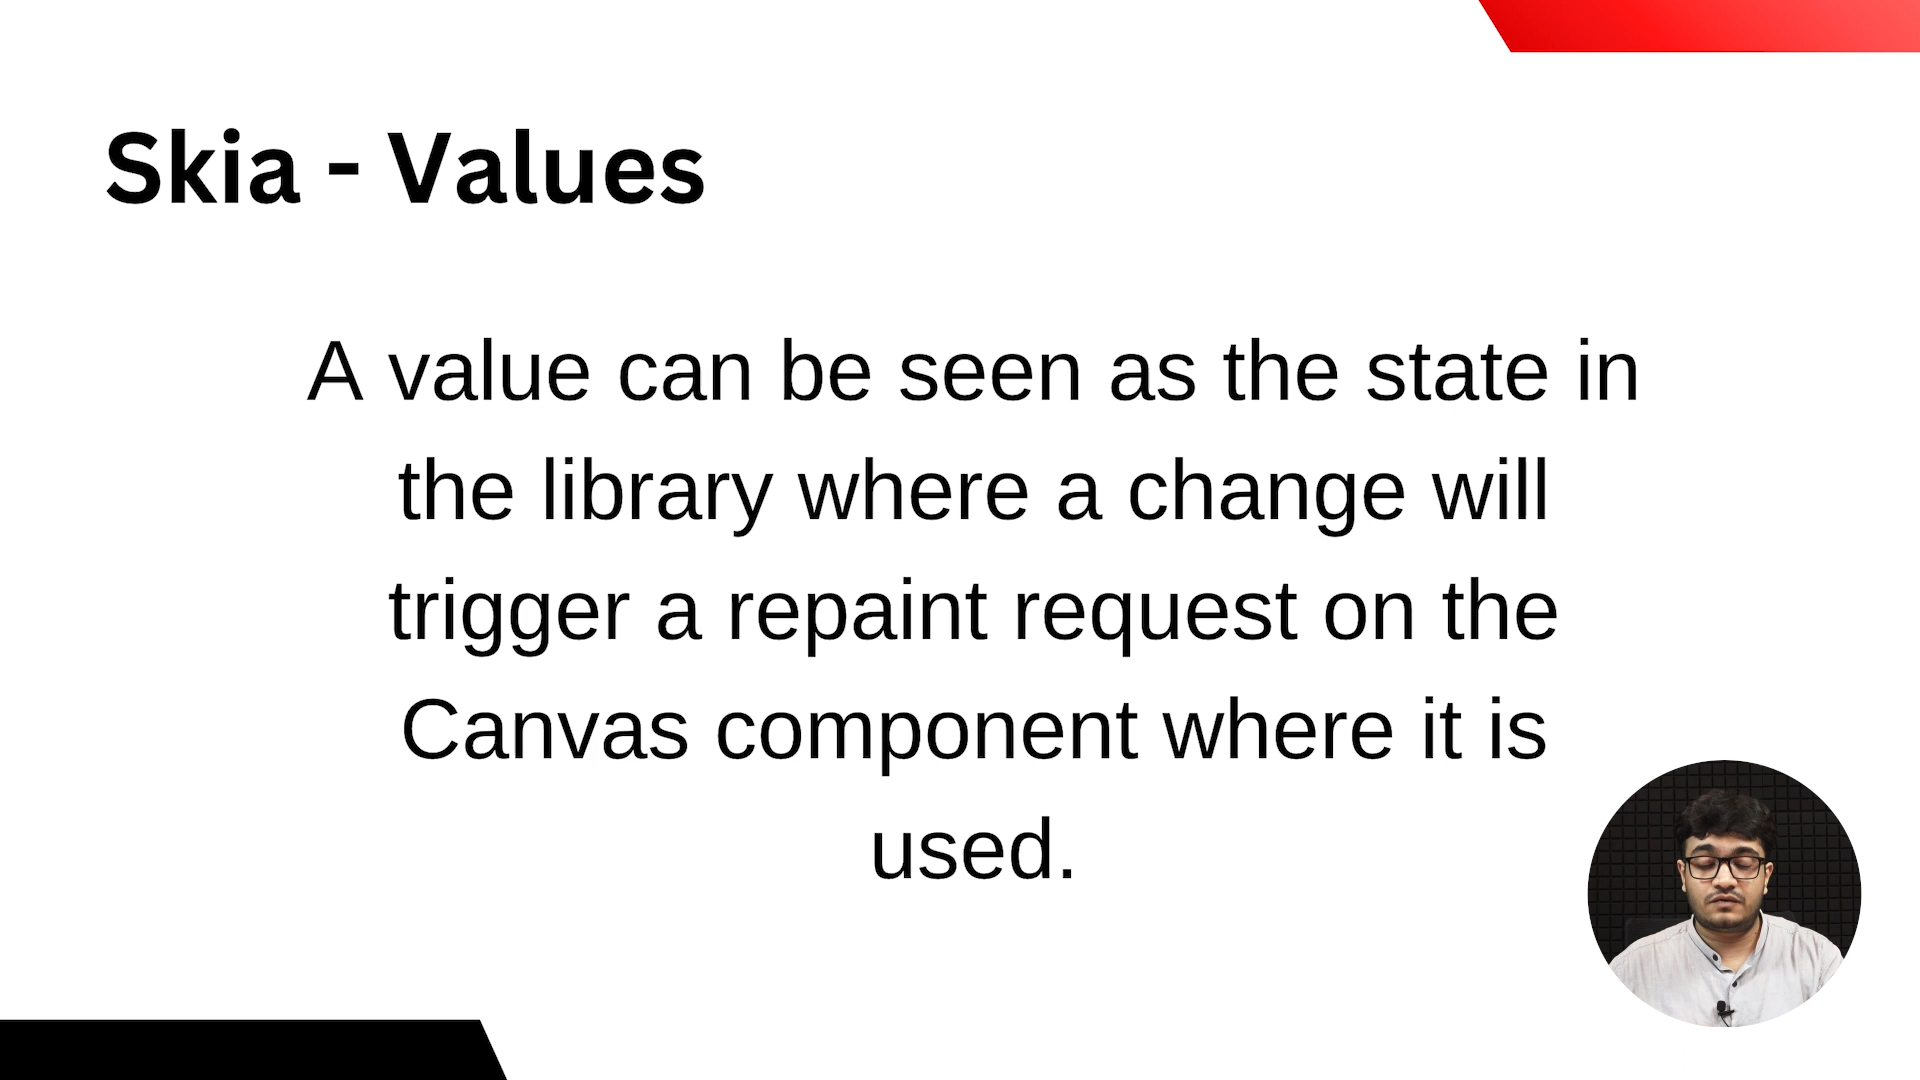 Skia - Values
A value can be seen as the state in
the library where a change will
trigger a repaint request on the
Canvas component where it is
used.